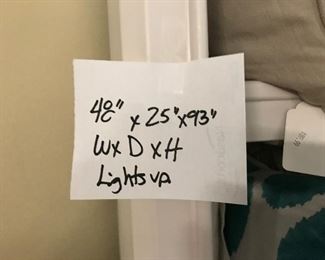 48" x 25" x 93"
W x D x H
Lights up